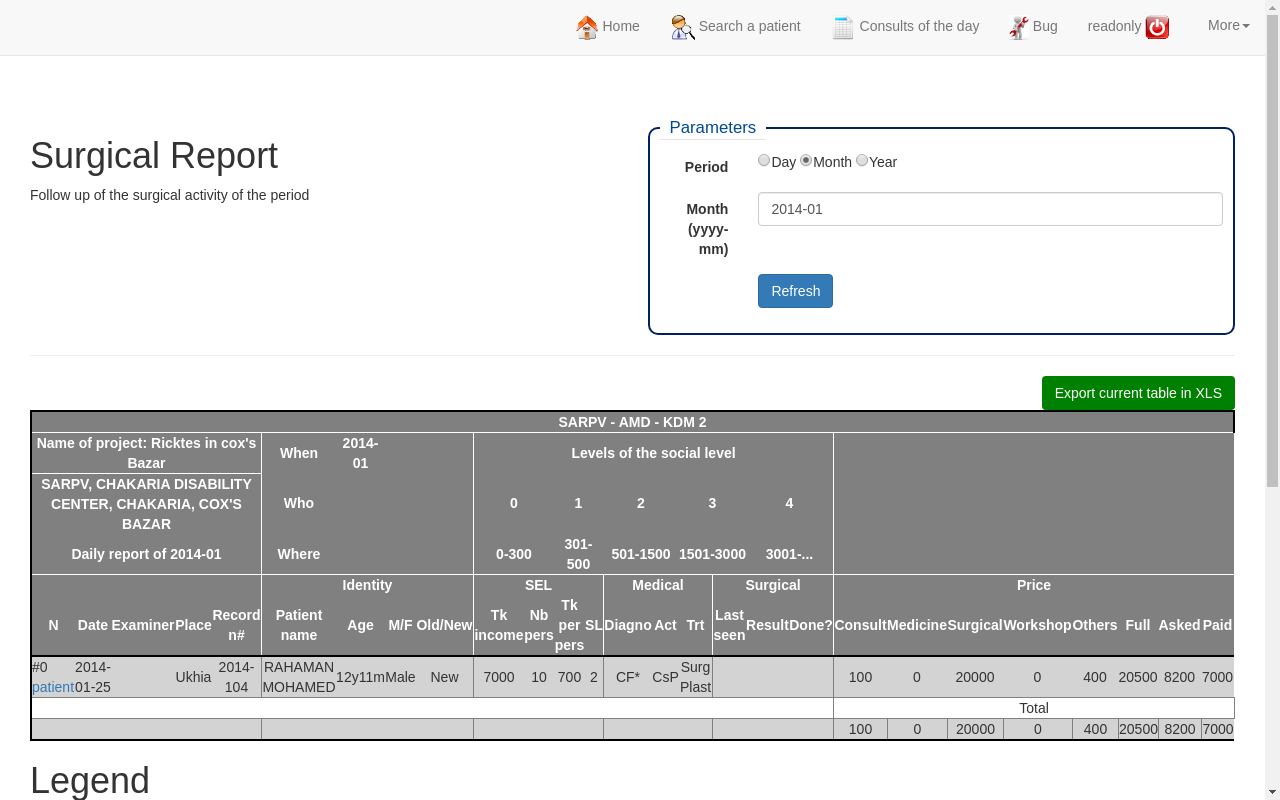 Home Search a patient Consults of the day Bug readonly More
Surgical Report
Follow up of the surgical activity of the period
Parameters
Period Day Month Year
Month (yyyy-mm) 2014-01
Refresh
Export current table in XLS
SARPV - AMD - KDM 2
Name of project: Ricktes in cox's Bazar When 2014-01 Levels of the social level
SARPV, CHAKARIA DISABILITY CENTER, CHAKARIA, COX'S BAZAR Who 0 1 2 3 4
Daily report of 2014-01 Where 0-300 301-500 501-1500 1501-3000 3001-...
Identity SEL Medical Surgical Price
N Date Examiner Place Record n# Patient name Age M/F Old/New Tk income Nb pers Tk per pers SL Diagno Act Trt Last seen Result Done? Consult Medicine Surgical Workshop Others Full Asked Paid
#0 patient 2014-01-25 Ukhia 2014-104 RAHAMAN MOHAMED 12y11m Male New 7000 10 700 2 CF* CsP Surg Plast 100 0 20000 0 400 20500 8200 7000
Total
100 0 20000 0 400 20500 8200 7000
Legend